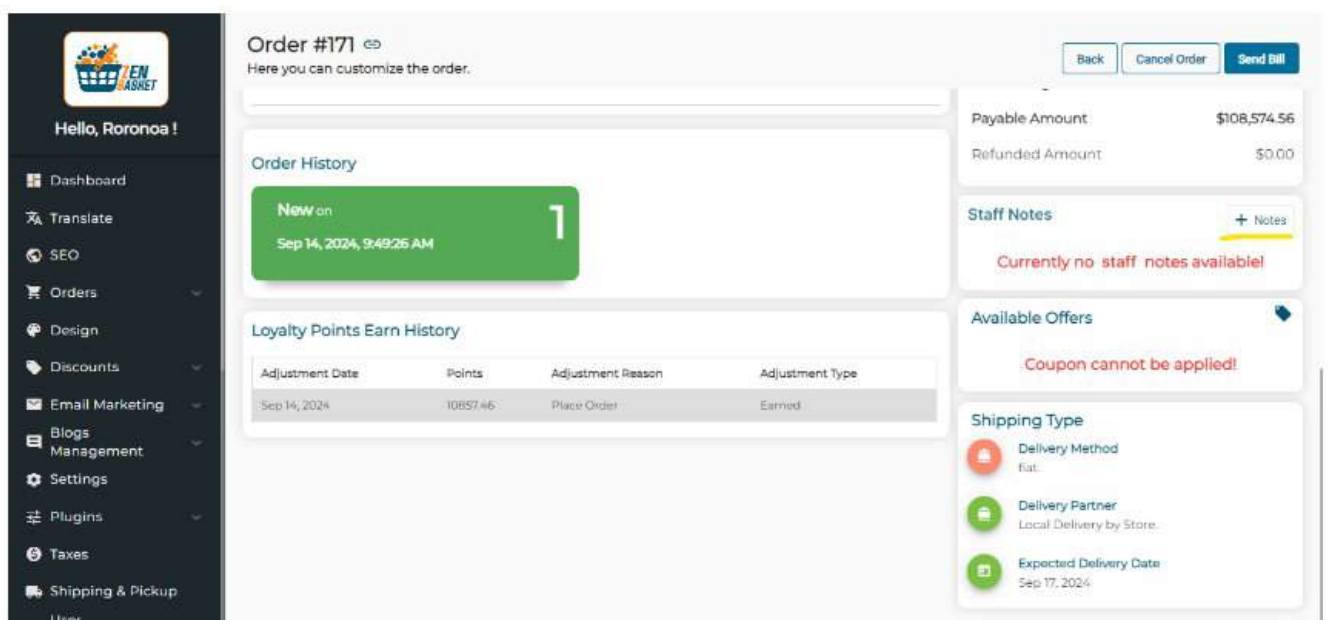 ZEN
BASKET
Hello, Roronoa !
Dashboard
Translate
SEO
Orders
Design
Discounts
Email Marketing
Blogs
Management
Settings
Plugins
Taxes
Shipping & Pickup
User
Order #171
Here you can customize the order.
Back
Cancel Order
Send Bill
Order History
New on
Sep 14, 2024, 9:49:26 AM
1
Loyalty Points Earn History
Adjustment Date Points Adjustment Reason Adjustment Type
Sep 14, 2024 10857.46 Place Order Earned
Payable Amount $108,574.56
Refunded Amount $0.00
Staff Notes
+ Notes
Currently no staff notes available!
Available Offers
Coupon cannot be applied!
Shipping Type
Delivery Method
flat.
Delivery Partner
Local Delivery by Store.
Expected Delivery Date
Sep 17, 2024